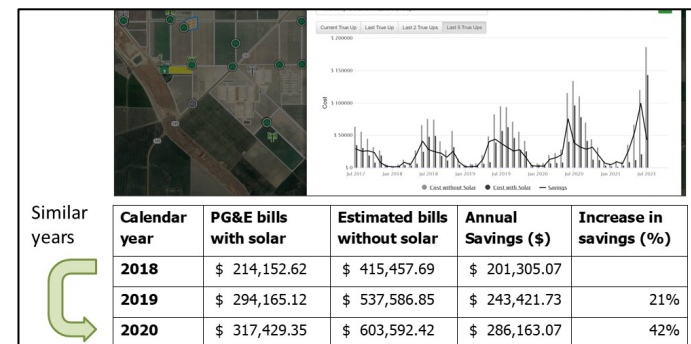 Current True Up Last True Up Last 2 True Ups Last 5 True Ups
$ 200000
$ 150000
$ 100000
$ 50000
$ 0
Cost
Jul 2017 Jan 2018 Jul 2018 Jan 2019 Jul 2019 Jan 2020 Jul 2020 Jan 2021 Jul 2021
Cost without Solar Cost with Solar Savings
Similar
years
Calendar PG&E bills Estimated bills Annual Increase in
year with solar without solar Savings ($) savings (%)
2018 $ 214,152.62 $ 415,457.69 $ 201,305.07
2019 $ 294,165.12 $ 537,586.85 $ 243,421.73 21%
2020 $ 317,429.35 $ 603,592.42 $ 286,163.07 42%